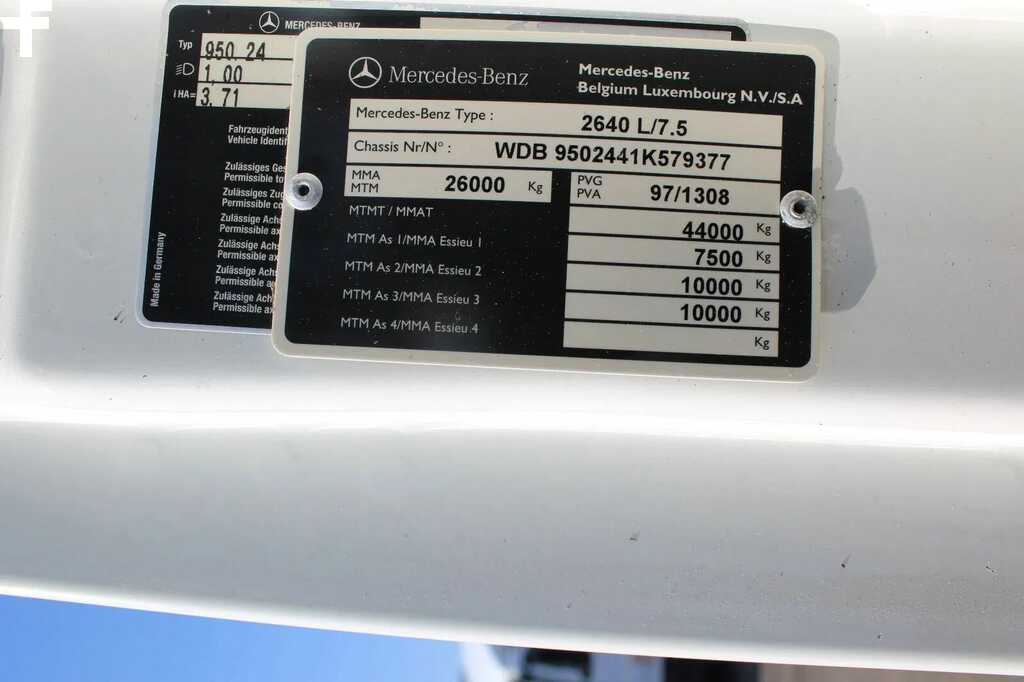 MERCEDES-BENZ
Typ 950.24
1,00
iHA= 3.71
Fahrzeugident
Vehicle Identif
Zulässiges Ges
Permissible to
Zulässiges Zug
Permissible co
Zulässige Achs
Permissible ax
Zulässige Achs
Permissible ax
Zulässige Achs
Permissible ax
Zulässige Achs
Permissible ax
Made in Germany
Mercedes-Benz
Mercedes-Benz
Belgium Luxembourg N.V./S.A
Mercedes-Benz Type : 2640 L/7.5
Chassis Nr/N° : WDB 9502441K579377
MMA
MTM 26000 Kg
PVG
PVA 97/1308
MTMT / MMAT 44000 Kg
MTM As 1/MMA Essieu 1 7500 Kg
MTM As 2/MMA Essieu 2 10000 Kg
MTM As 3/MMA Essieu 3 10000 Kg
MTM As 4/MMA Essieu 4 Kg